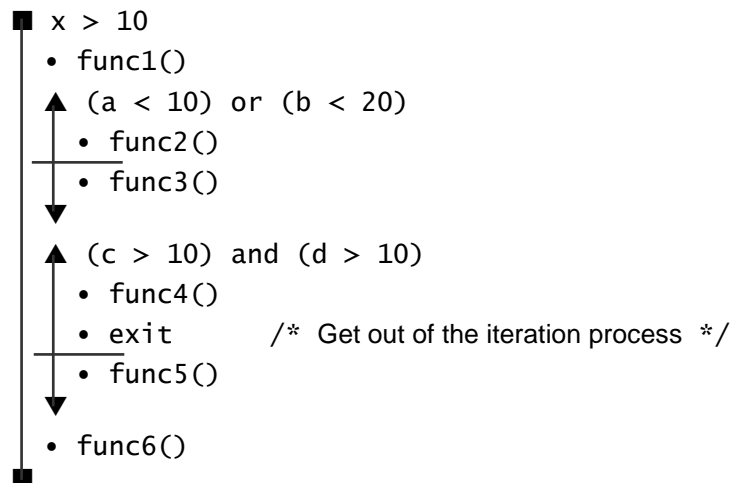 x > 10
• func1()
(a < 10) or (b < 20)
• func2()
• func3()
(c > 10) and (d > 10)
• func4()
• exit /* Get out of the iteration process */
• func5()
• func6()